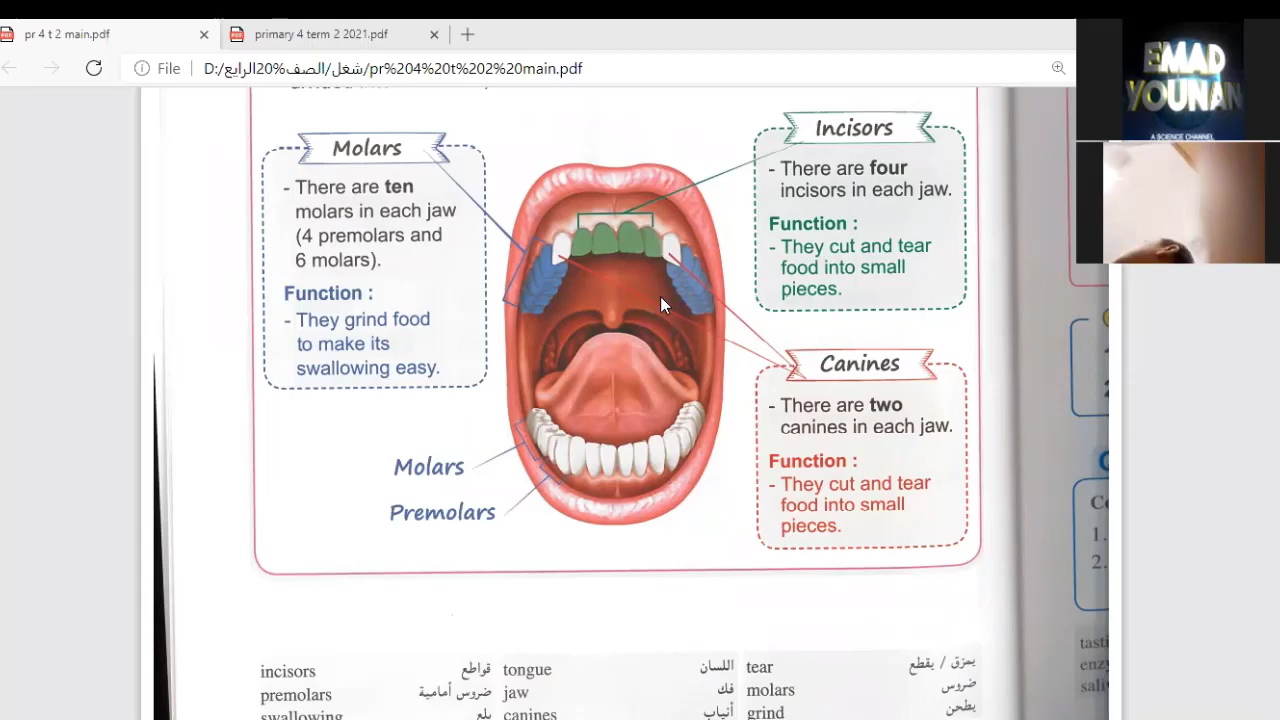 pr 4 t 2 main.pdf
primary 4 term 2 2021.pdf
File
D:/شغل/الصف%20الرابع/pr%204%20t%202%20main.pdf
EMAD
YOUNAN
A SCIENCE CHANNEL
Molars
- There are ten
molars in each jaw
(4 premolars and
6 molars).
Function :
- They grind food
to make its
swallowing easy.
Incisors
- There are four
incisors in each jaw.
Function :
- They cut and tear
food into small
pieces.
Canines
- There are two
canines in each jaw.
Function :
- They cut and tear
food into small
pieces.
Molars
Premolars
1.
2.
incisors قواطع tongue اللسان tear يمزق / يقطع
premolars ضروس أمامية jaw فك molars ضروس
swallowing بلع canines أنياب grind يطحن